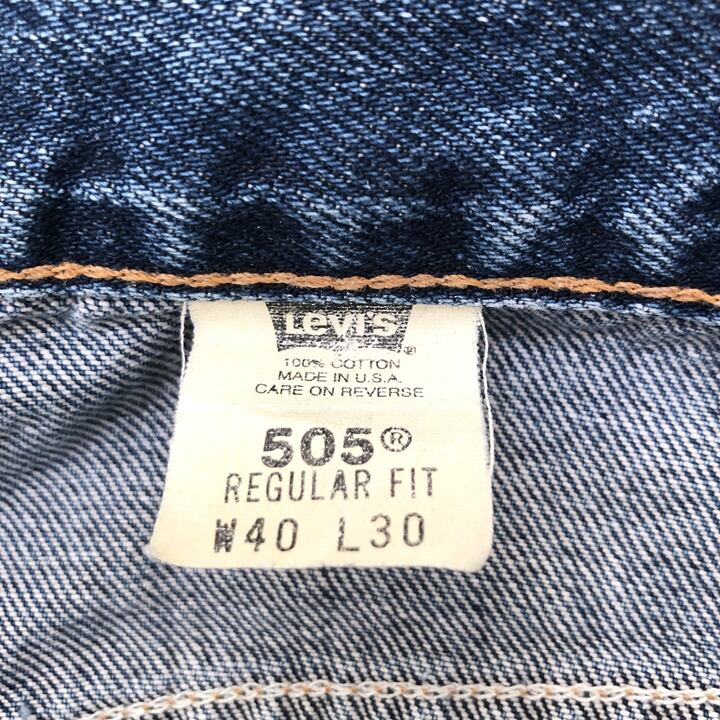 Levi's®
100% COTTON
MADE IN U.S.A.
CARE ON REVERSE
505®
REGULAR FIT
W40 L30